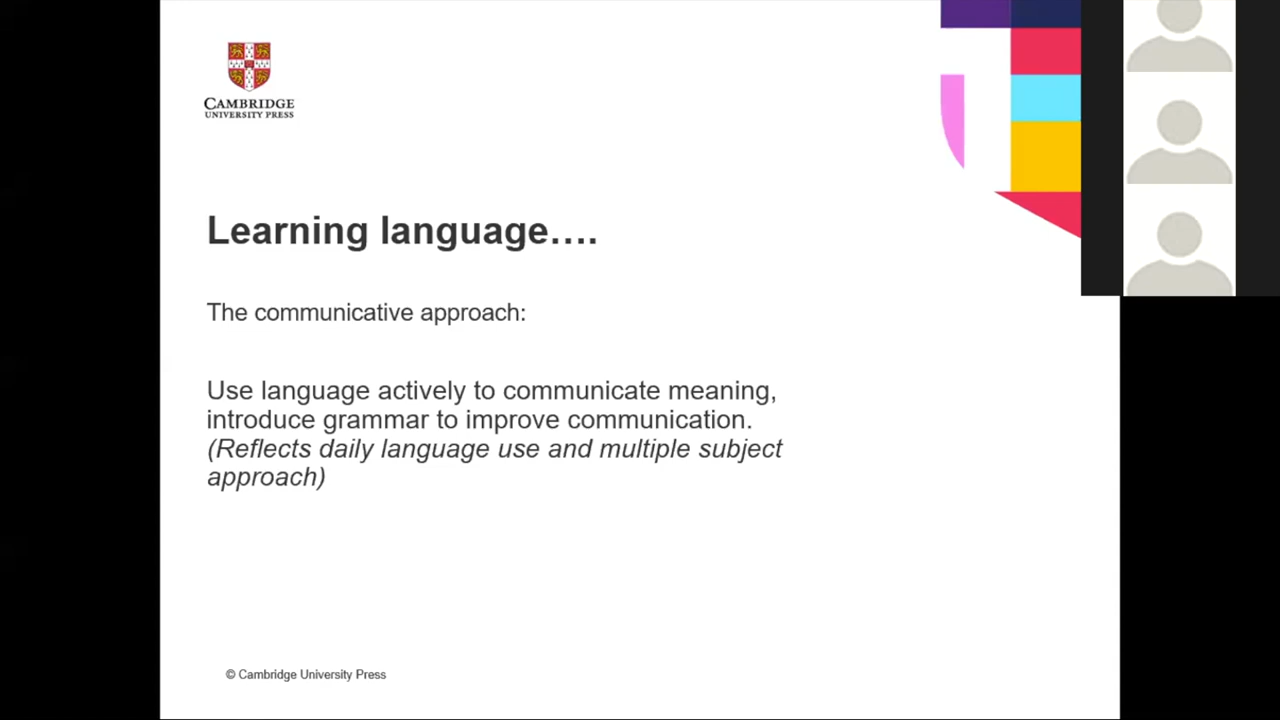 CAMBRIDGE
UNIVERSITY PRESS
Learning language….
The communicative approach:
Use language actively to communicate meaning,
introduce grammar to improve communication.
(Reflects daily language use and multiple subject
approach)
© Cambridge University Press